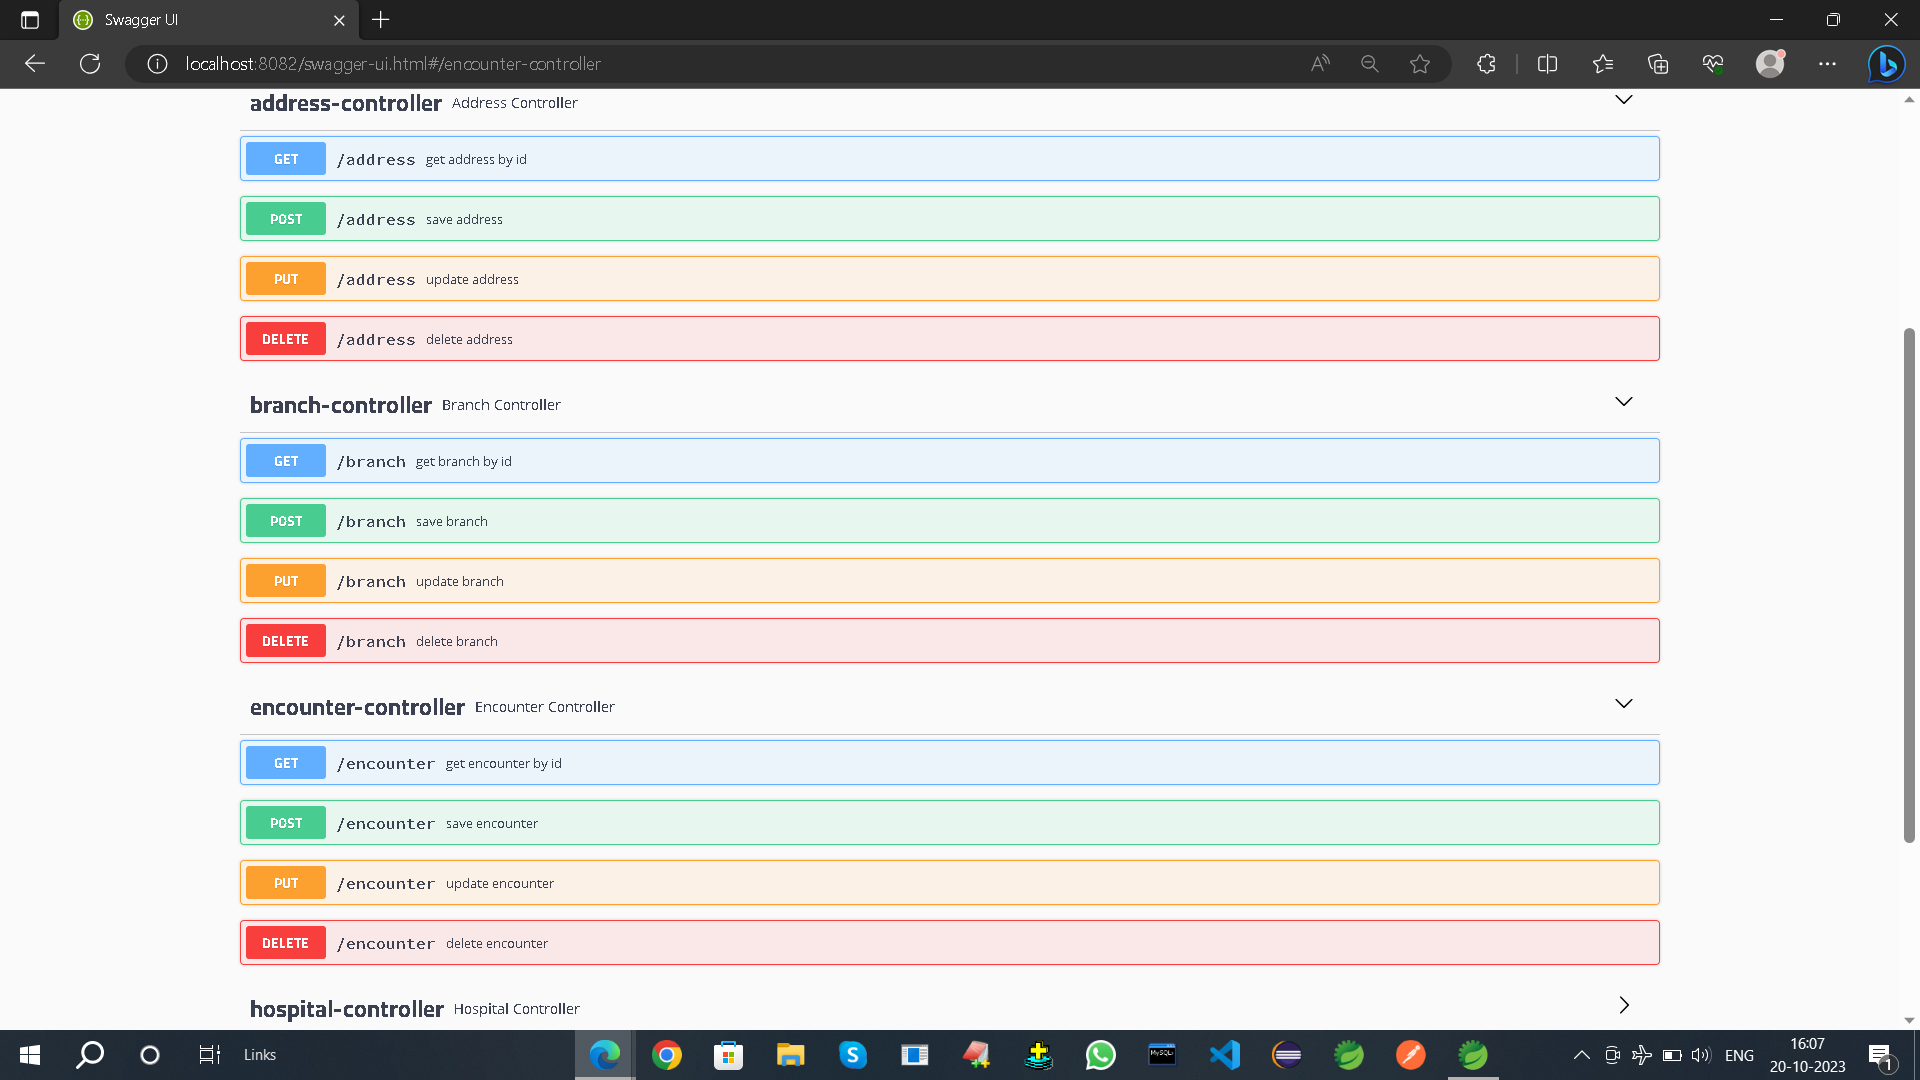 Swagger UI
localhost:8082/swagger-ui.html#/encounter-controller
address-controller Address Controller
GET /address get address by id
POST /address save address
PUT /address update address
DELETE /address delete address
branch-controller Branch Controller
GET /branch get branch by id
POST /branch save branch
PUT /branch update branch
DELETE /branch delete branch
encounter-controller Encounter Controller
GET /encounter get encounter by id
POST /encounter save encounter
PUT /encounter update encounter
DELETE /encounter delete encounter
hospital-controller Hospital Controller
Links
MySQL
ENG
16:07
20-10-2023
1